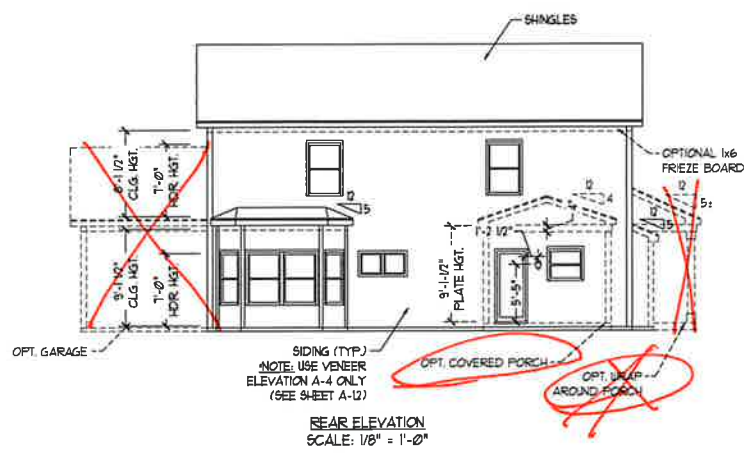 SHINGLES
OPTIONAL 1x6
FRIEZE BOARD
8'-1 1/2"
CLG. HGT.
7'-0"
HDR. HGT.
12
5
12
4
12
5±
12
5
1'-2 1/2"
9'-1-1/2"
CLG. HGT.
7'-0"
HDR. HGT.
9'-1-1/2"
PLATE HGT.
5'-5"
OPT. GARAGE
SIDING (TYP.)
*NOTE: USE VENEER
ELEVATION A-4 ONLY
(SEE SHEET A-12)
OPT. COVERED PORCH
OPT. WRAP
AROUND PORCH
REAR ELEVATION
SCALE: 1/8" = 1'-0"